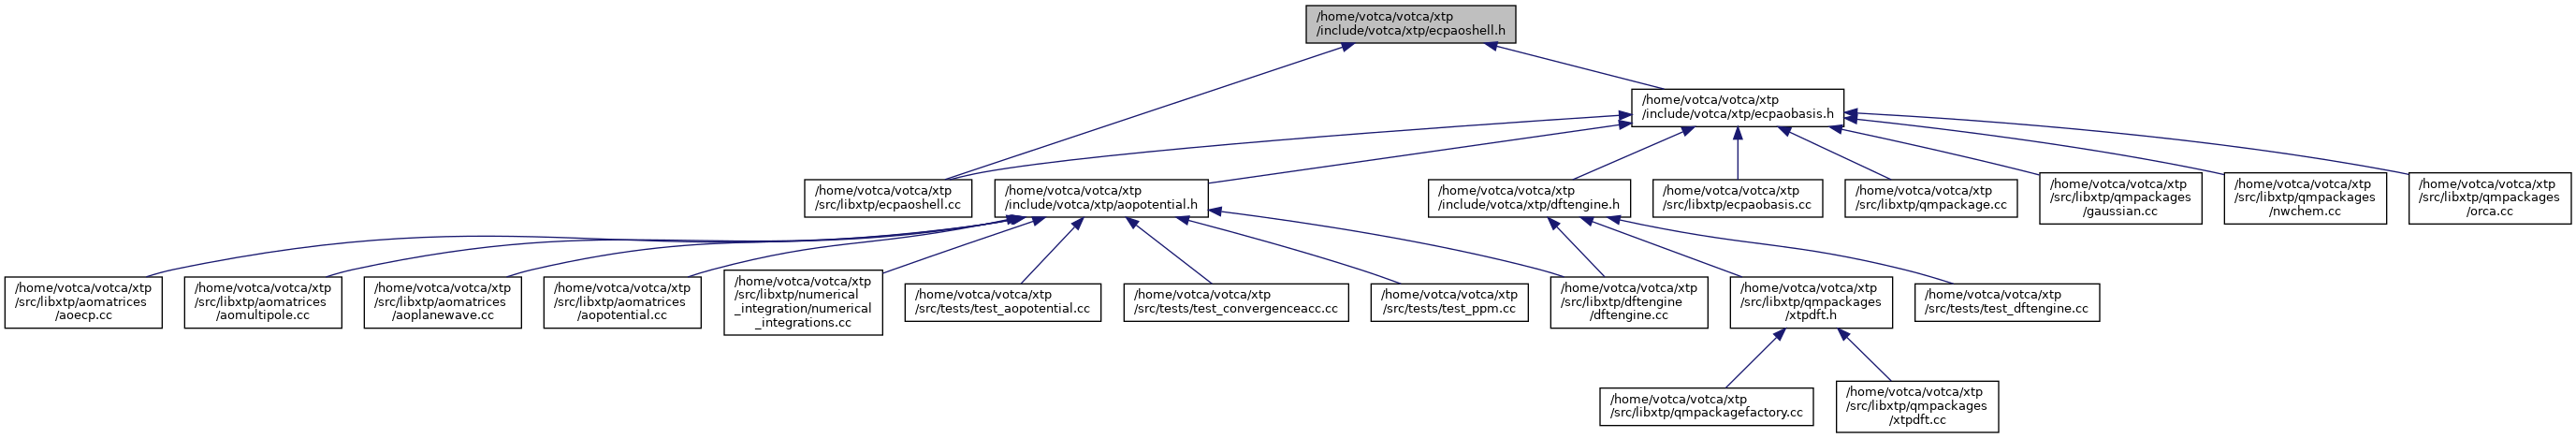 /home/votca/votca/xtp
/include/votca/xtp/ecpaoshell.h
/home/votca/votca/xtp
/include/votca/xtp/ecpaobasis.h
/home/votca/votca/xtp
/src/libxtp/ecpaoshell.cc
/home/votca/votca/xtp
/include/votca/xtp/aopotential.h
/home/votca/votca/xtp
/include/votca/xtp/dftengine.h
/home/votca/votca/xtp
/src/libxtp/ecpaobasis.cc
/home/votca/votca/xtp
/src/libxtp/qmpackage.cc
/home/votca/votca/xtp
/src/libxtp/qmpackages
/gaussian.cc
/home/votca/votca/xtp
/src/libxtp/qmpackages
/nwchem.cc
/home/votca/votca/xtp
/src/libxtp/qmpackages
/orca.cc
/home/votca/votca/xtp
/src/libxtp/aomatrices
/aoecp.cc
/home/votca/votca/xtp
/src/libxtp/aomatrices
/aomultipole.cc
/home/votca/votca/xtp
/src/libxtp/aomatrices
/aoplanewave.cc
/home/votca/votca/xtp
/src/libxtp/aomatrices
/aopotential.cc
/home/votca/votca/xtp
/src/libxtp/numerical
_integration/numerical
_integrations.cc
/home/votca/votca/xtp
/src/tests/test_aopotential.cc
/home/votca/votca/xtp
/src/tests/test_convergenceacc.cc
/home/votca/votca/xtp
/src/tests/test_ppm.cc
/home/votca/votca/xtp
/src/libxtp/dftengine
/dftengine.cc
/home/votca/votca/xtp
/src/libxtp/qmpackages
/xtpdft.h
/home/votca/votca/xtp
/src/tests/test_dftengine.cc
/home/votca/votca/xtp
/src/libxtp/qmpackagefactory.cc
/home/votca/votca/xtp
/src/libxtp/qmpackages
/xtpdft.cc